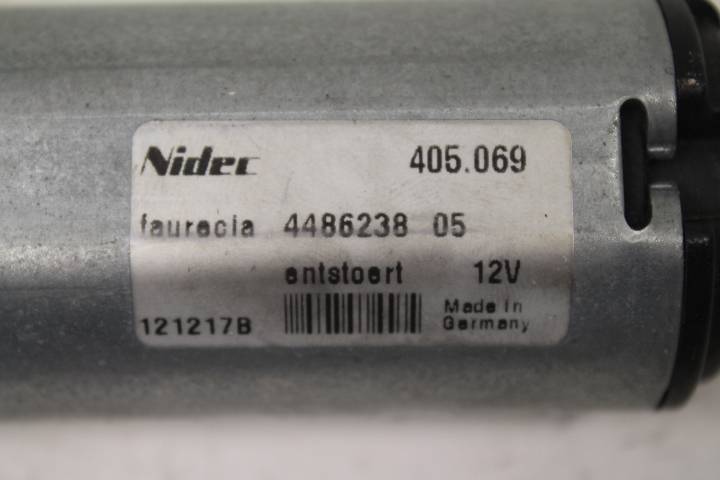 Nidec 405.069
faurecia 4486238 05
entstoert 12V
121217B Made in
Germany